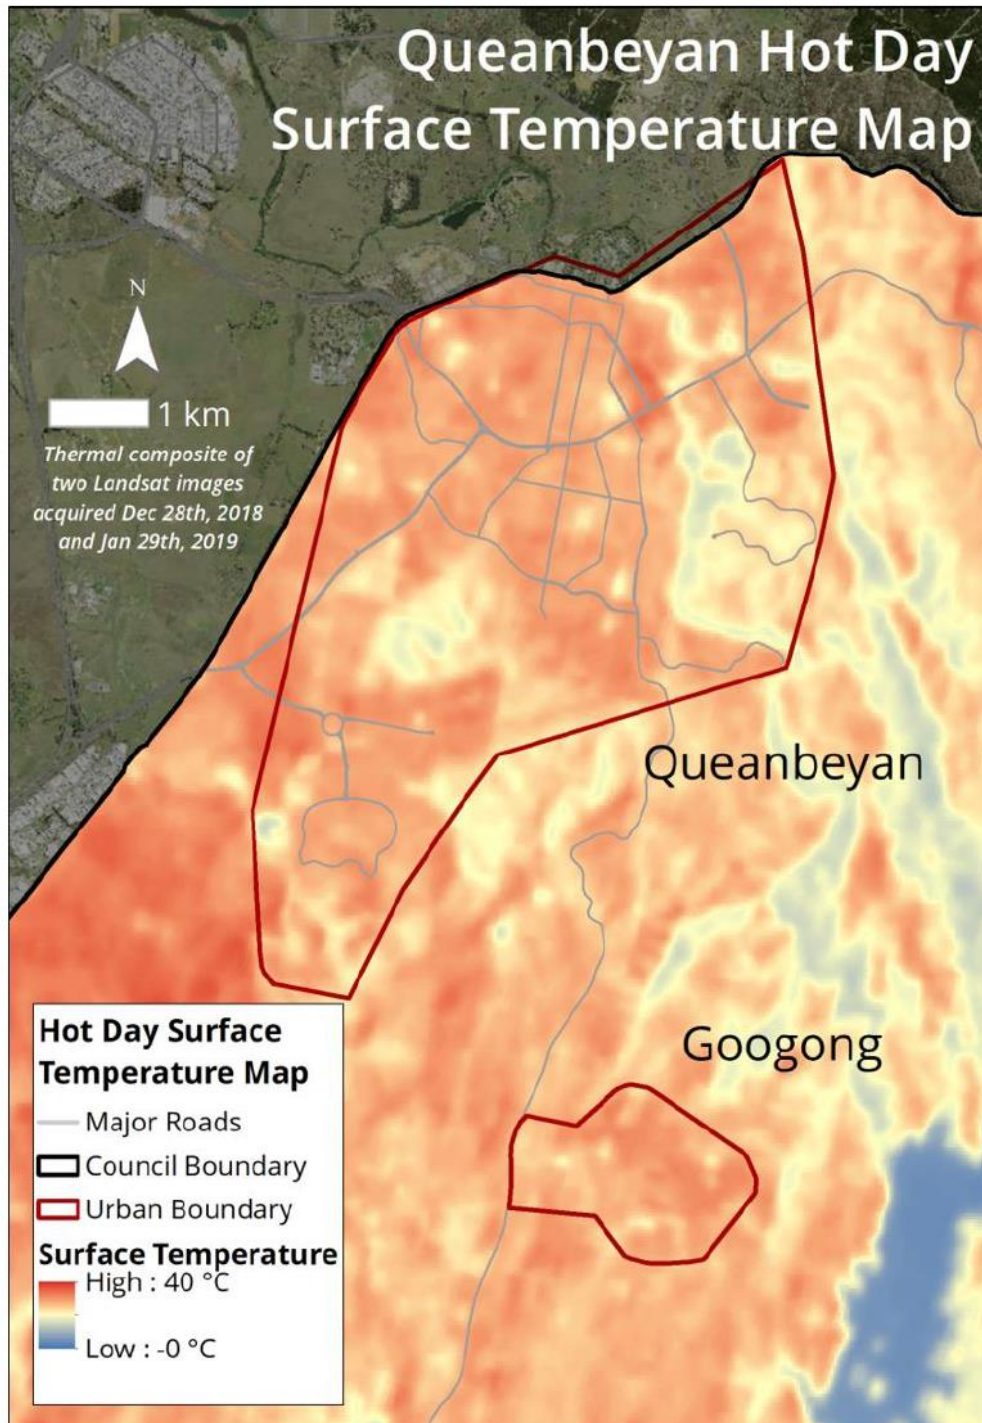 Queanbeyan Hot Day
Surface Temperature Map
N
1 km
Thermal composite of
two Landsat images
acquired Dec 28th, 2018
and Jan 29th, 2019
Queanbeyan
Googong
Hot Day Surface
Temperature Map
Major Roads
Council Boundary
Urban Boundary
Surface Temperature
High : 40 °C
Low : -0 °C